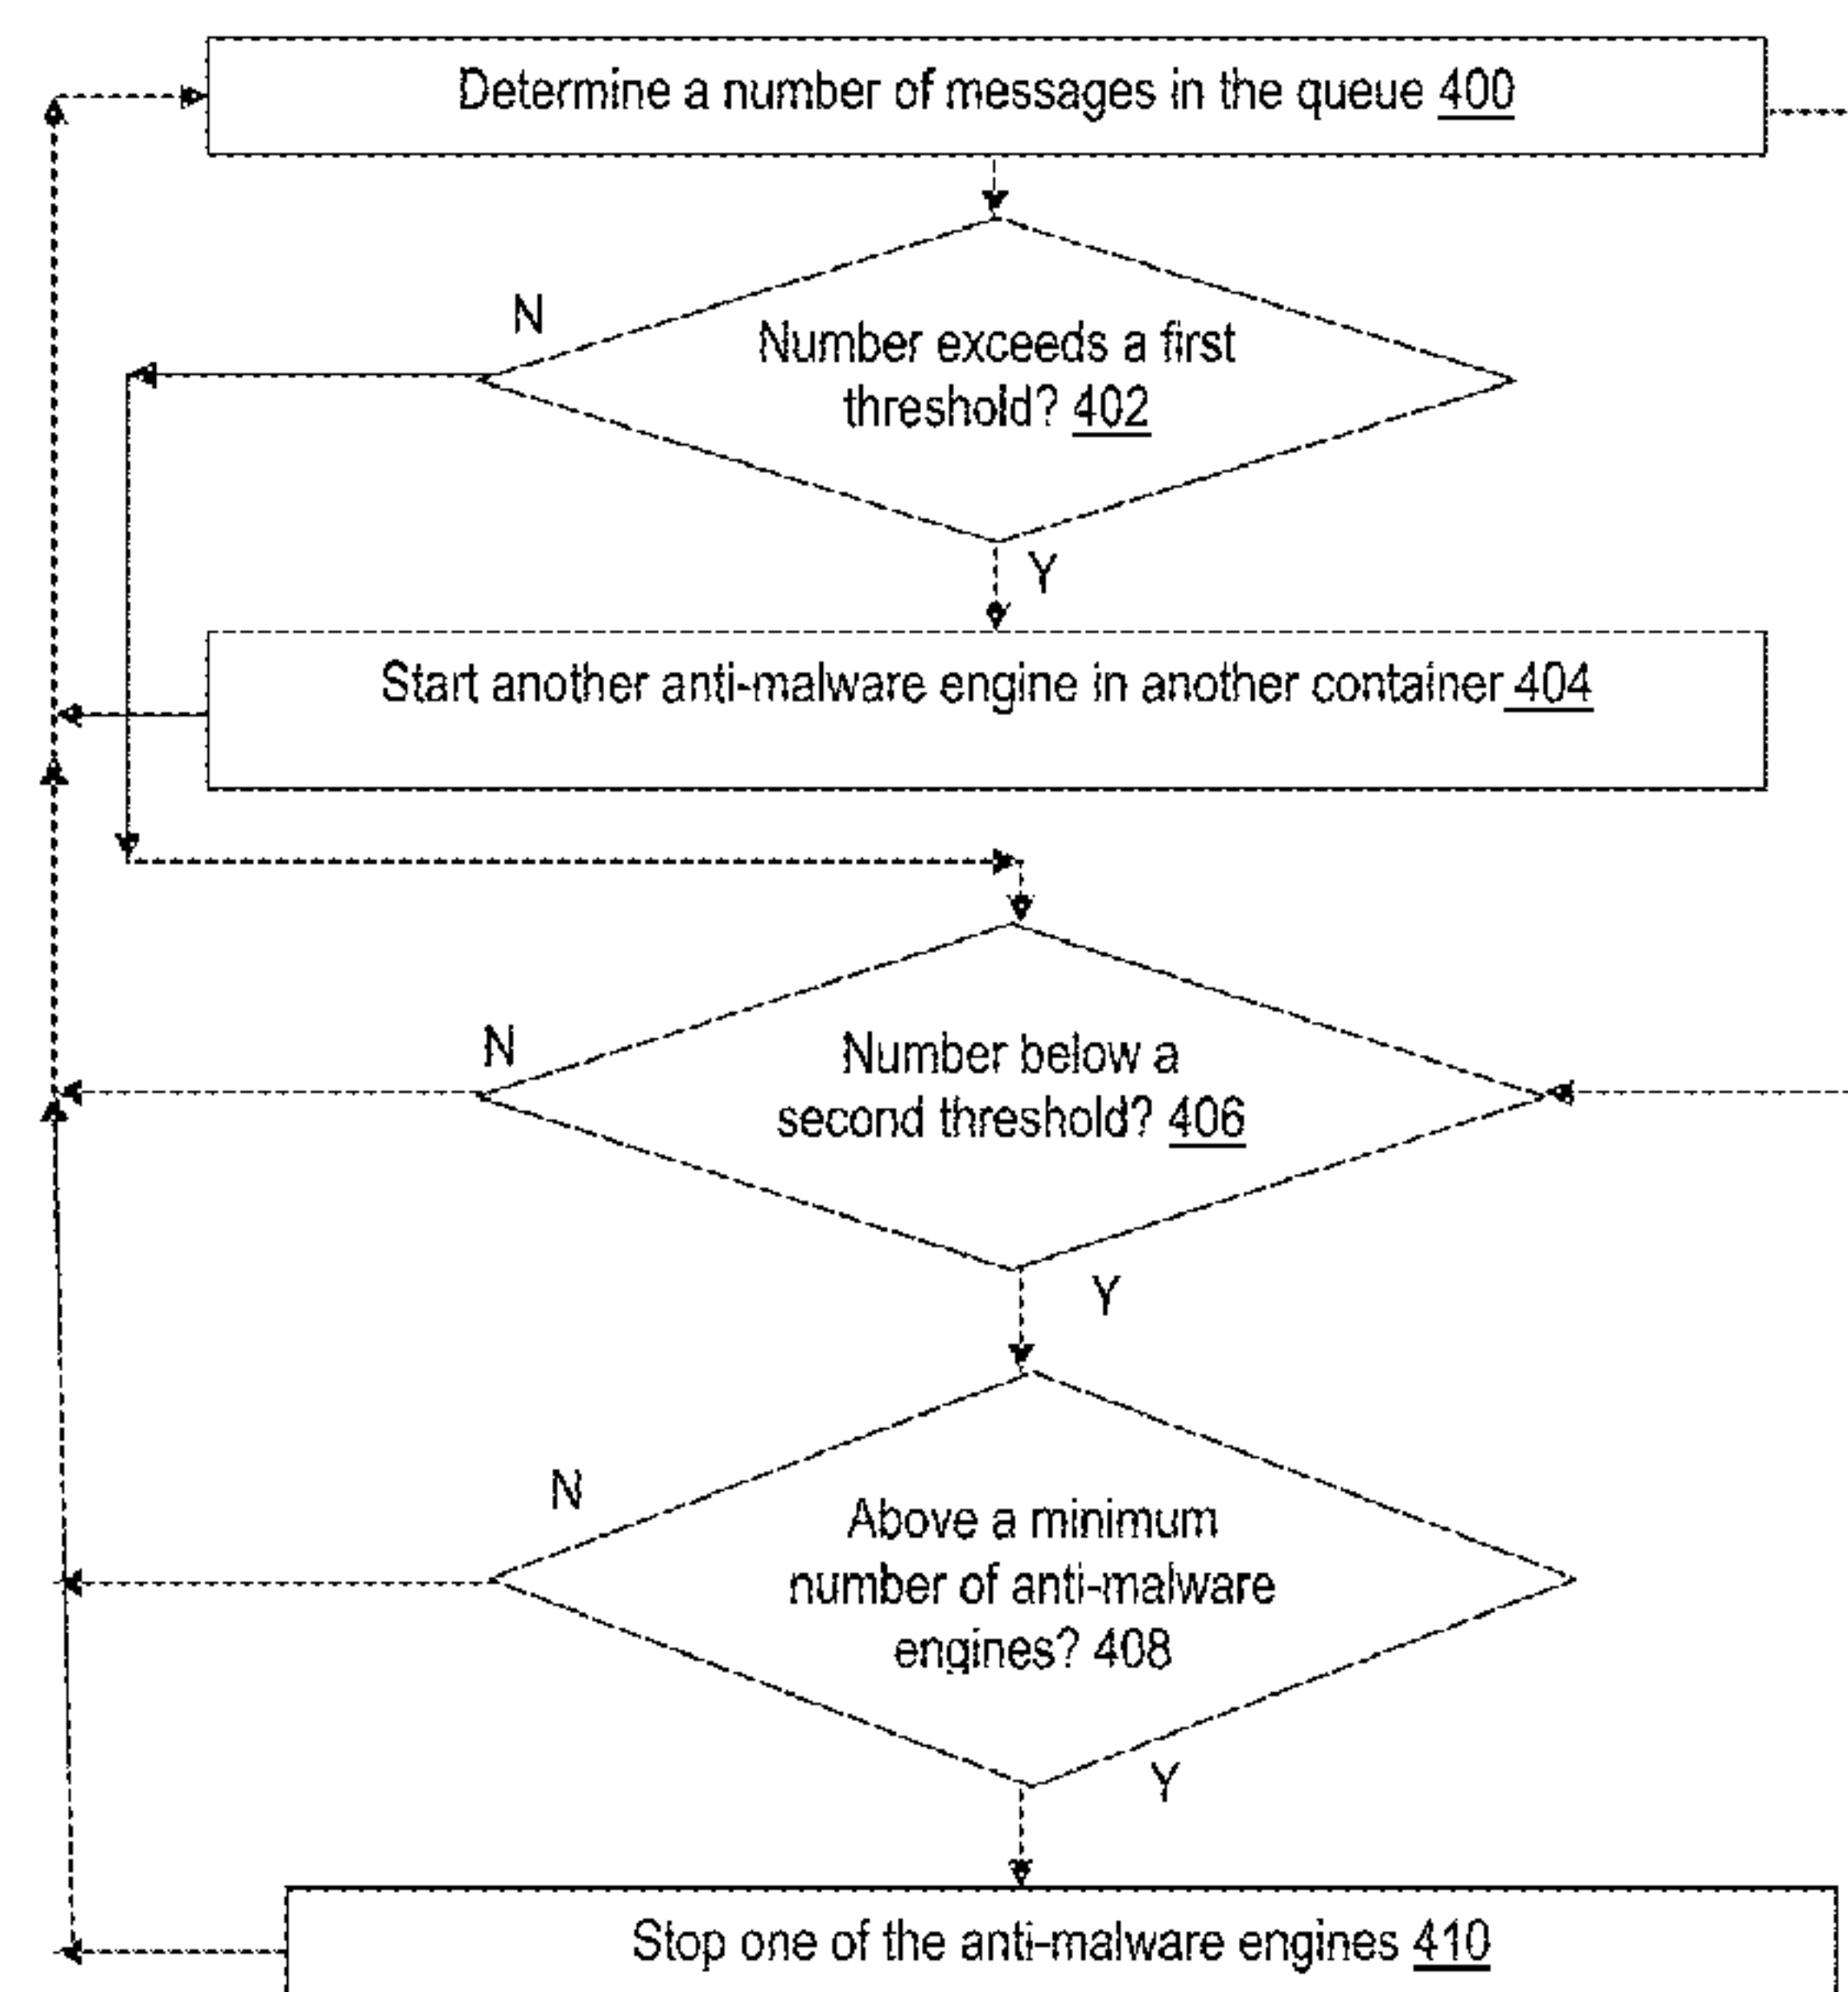 Determine a number of messages in the queue 400
N
Number exceeds a first
threshold? 402
Y
Start another anti-malware engine in another container 404
N
Number below a
second threshold? 406
Y
N
Above a minimum
number of anti-malware
engines? 408
Y
Stop one of the anti-malware engines 410